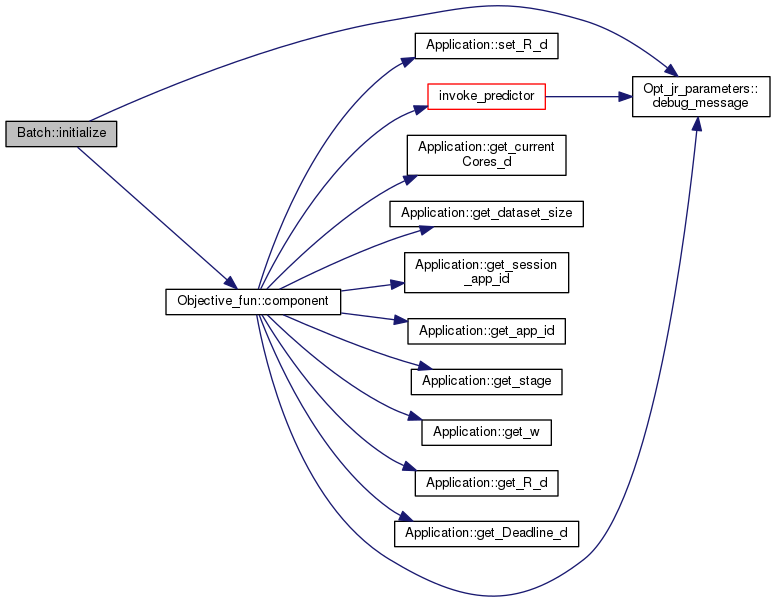 Batch::initialize
Objective_fun::component
Application::set_R_d
invoke_predictor
Application::get_current
Cores_d
Application::get_dataset_size
Application::get_session
_app_id
Application::get_app_id
Application::get_stage
Application::get_w
Application::get_R_d
Application::get_Deadline_d
Opt_jr_parameters::
debug_message